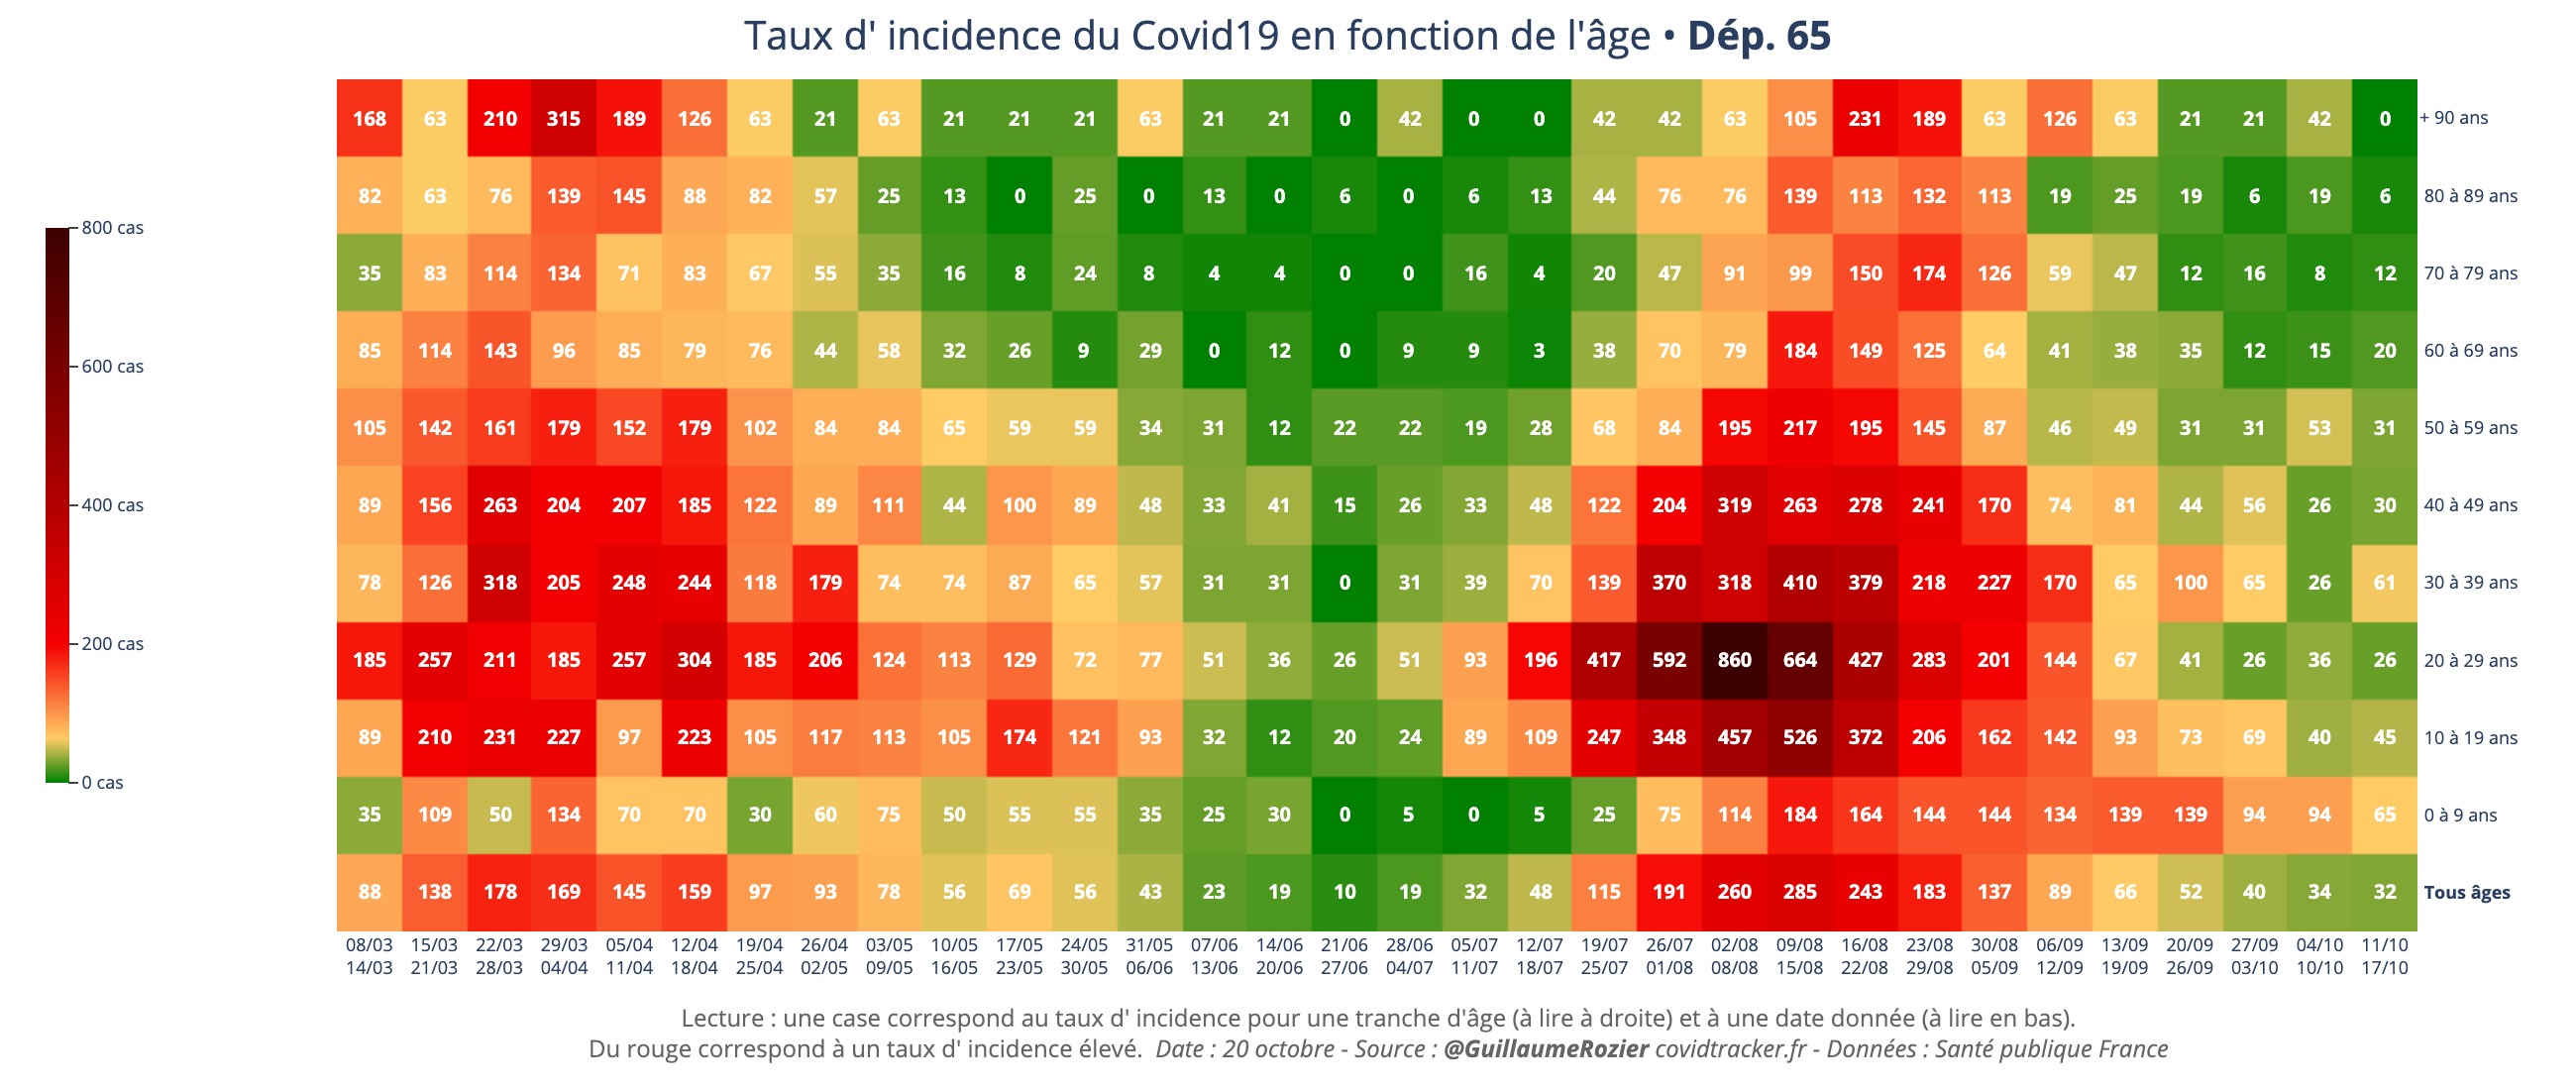 Taux d' incidence du Covid19 en fonction de l'âge • Dép. 65
168 63 210 315 189 126 63 21 63 21 21 21 63 21 21 0 42 0 0 42 42 63 105 231 189 63 126 63 21 21 42 0 + 90 ans
82 63 76 139 145 88 82 57 25 13 0 25 0 13 0 6 0 6 13 44 76 76 139 113 132 113 19 25 19 6 19 6 80 à 89 ans
800 cas
35 83 114 134 71 83 67 55 35 16 8 24 8 4 4 0 0 16 4 20 47 91 99 150 174 126 59 47 12 16 8 12 70 à 79 ans
85 114 143 96 85 79 76 44 58 32 26 9 29 0 12 0 9 9 3 38 70 79 184 149 125 64 41 38 35 12 15 20 60 à 69 ans
600 cas
105 142 161 179 152 179 102 84 84 65 59 59 34 31 12 22 22 19 28 68 84 195 217 195 145 87 46 49 31 31 53 31 50 à 59 ans
400 cas
89 156 263 204 207 185 122 89 111 44 100 89 48 33 41 15 26 33 48 122 204 319 263 278 241 170 74 81 44 56 26 30 40 à 49 ans
78 126 318 205 248 244 118 179 74 74 87 65 57 31 31 0 31 39 70 139 370 318 410 379 218 227 170 65 100 65 26 61 30 à 39 ans
200 cas
185 257 211 185 257 304 185 206 124 113 129 72 77 51 36 26 51 93 196 417 592 860 664 427 283 201 144 67 41 26 36 26 20 à 29 ans
89 210 231 227 97 223 105 117 113 105 174 121 93 32 12 20 24 89 109 247 348 457 526 372 206 162 142 93 73 69 40 45 10 à 19 ans
0 cas
35 109 50 134 70 70 30 60 75 50 55 55 35 25 30 0 5 0 5 25 75 114 184 164 144 144 134 139 139 94 94 65 0 à 9 ans
88 138 178 169 145 159 97 93 78 56 69 56 43 23 19 10 19 32 48 115 191 260 285 243 183 137 89 66 52 40 34 32 Tous âges
08/03 15/03 22/03 29/03 05/04 12/04 19/04 26/04 03/05 10/05 17/05 24/05 31/05 07/06 14/06 21/06 28/06 05/07 12/07 19/07 26/07 02/08 09/08 16/08 23/08 30/08 06/09 13/09 20/09 27/09 04/10 11/10
14/03 21/03 28/03 04/04 11/04 18/04 25/04 02/05 09/05 16/05 23/05 30/05 06/06 13/06 20/06 27/06 04/07 11/07 18/07 25/07 01/08 08/08 15/08 22/08 29/08 05/09 12/09 19/09 26/09 03/10 10/10 17/10
Lecture : une case correspond au taux d' incidence pour une tranche d'âge (à lire à droite) et à une date donnée (à lire en bas).
Du rouge correspond à un taux d' incidence élevé. Date : 20 octobre - Source : @GuillaumeRozier covidtracker.fr - Données : Santé publique France